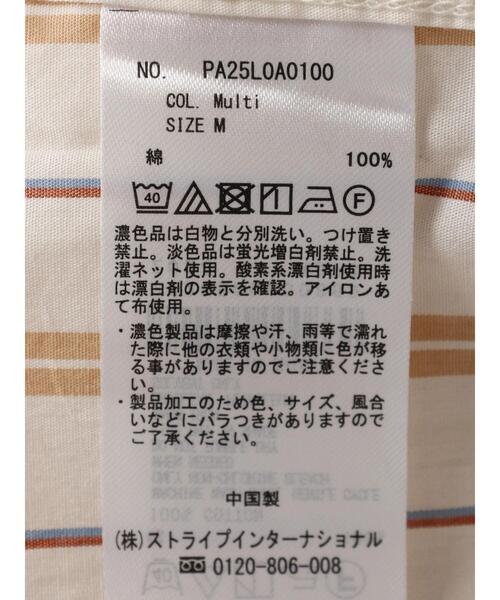 NO. PA25L0A0100
COL. Multi
SIZE M
綿 100%
40 F
濃色品は白物と分別洗い。つけ置き
禁止。淡色品は蛍光増白剤禁止。洗
濯ネット使用。酸素系漂白剤使用時
は漂白剤の表示を確認。アイロンあ
て布使用。
・濃色製品は摩擦や汗、雨等で濡れ
た際に他の衣類や小物類に色が移
る事がありますのでご注意くださ
い。
・製品加工のため色、サイズ、風合
いなどにバラつきがありますので
ご了承ください。
中国製
(株)ストライプインターナショナル
0120-806-008